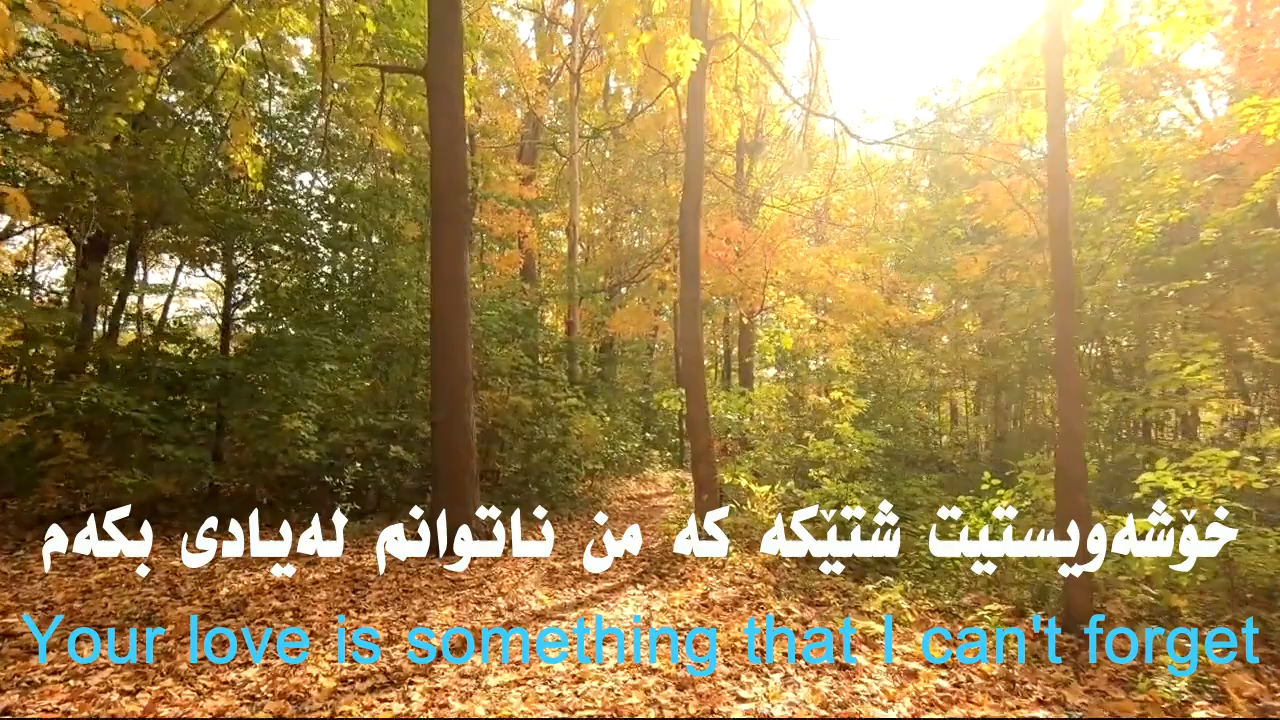 خۆشەویستیت شتێکە کە من ناتوانم لەیادی بکەم
Your love is something that I can't forget